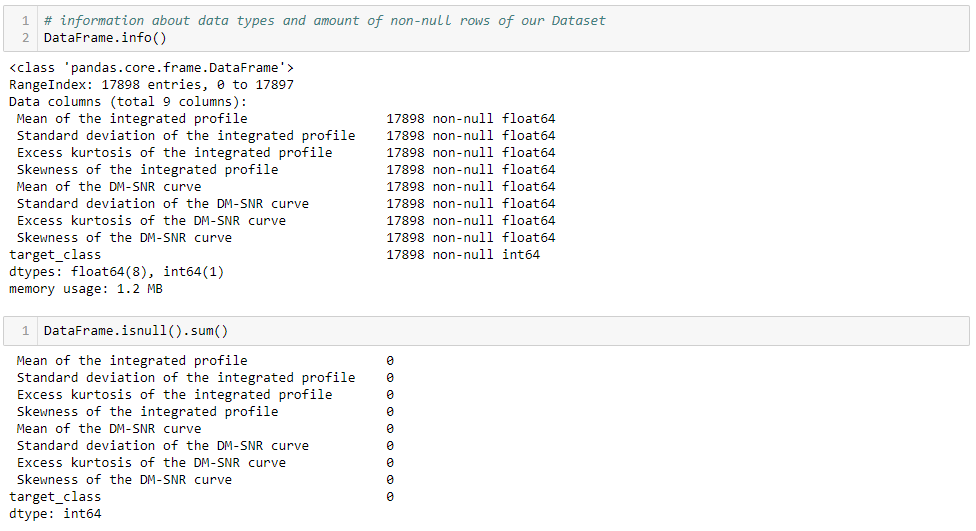 1 # information about data types and amount of non-null rows of our Dataset
2 DataFrame.info()
<class 'pandas.core.frame.DataFrame'>
RangeIndex: 17898 entries, 0 to 17897
Data columns (total 9 columns):
 Mean of the integrated profile                  17898 non-null float64
 Standard deviation of the integrated profile    17898 non-null float64
 Excess kurtosis of the integrated profile       17898 non-null float64
 Skewness of the integrated profile              17898 non-null float64
 Mean of the DM-SNR curve                        17898 non-null float64
 Standard deviation of the DM-SNR curve          17898 non-null float64
 Excess kurtosis of the DM-SNR curve             17898 non-null float64
 Skewness of the DM-SNR curve                    17898 non-null float64
target_class                                     17898 non-null int64
dtypes: float64(8), int64(1)
memory usage: 1.2 MB
1 DataFrame.isnull().sum()
 Mean of the integrated profile                  0
 Standard deviation of the integrated profile    0
 Excess kurtosis of the integrated profile       0
 Skewness of the integrated profile              0
 Mean of the DM-SNR curve                        0
 Standard deviation of the DM-SNR curve          0
 Excess kurtosis of the DM-SNR curve             0
 Skewness of the DM-SNR curve                    0
target_class                                     0
dtype: int64